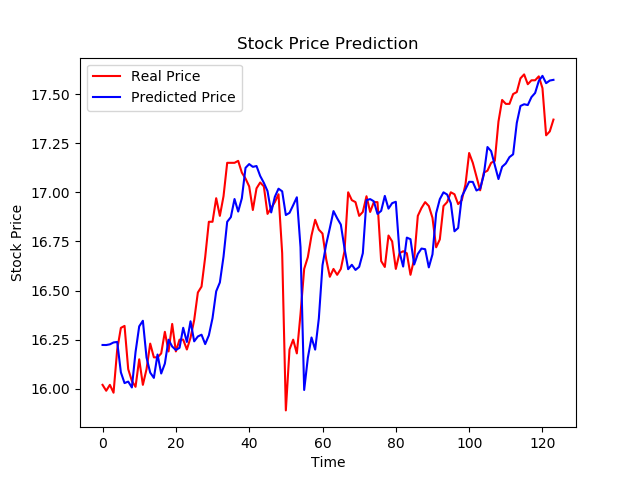 Stock Price Prediction
Real Price
Predicted Price
Stock Price
17.50
17.25
17.00
16.75
16.50
16.25
16.00
0 20 40 60 80 100 120
Time